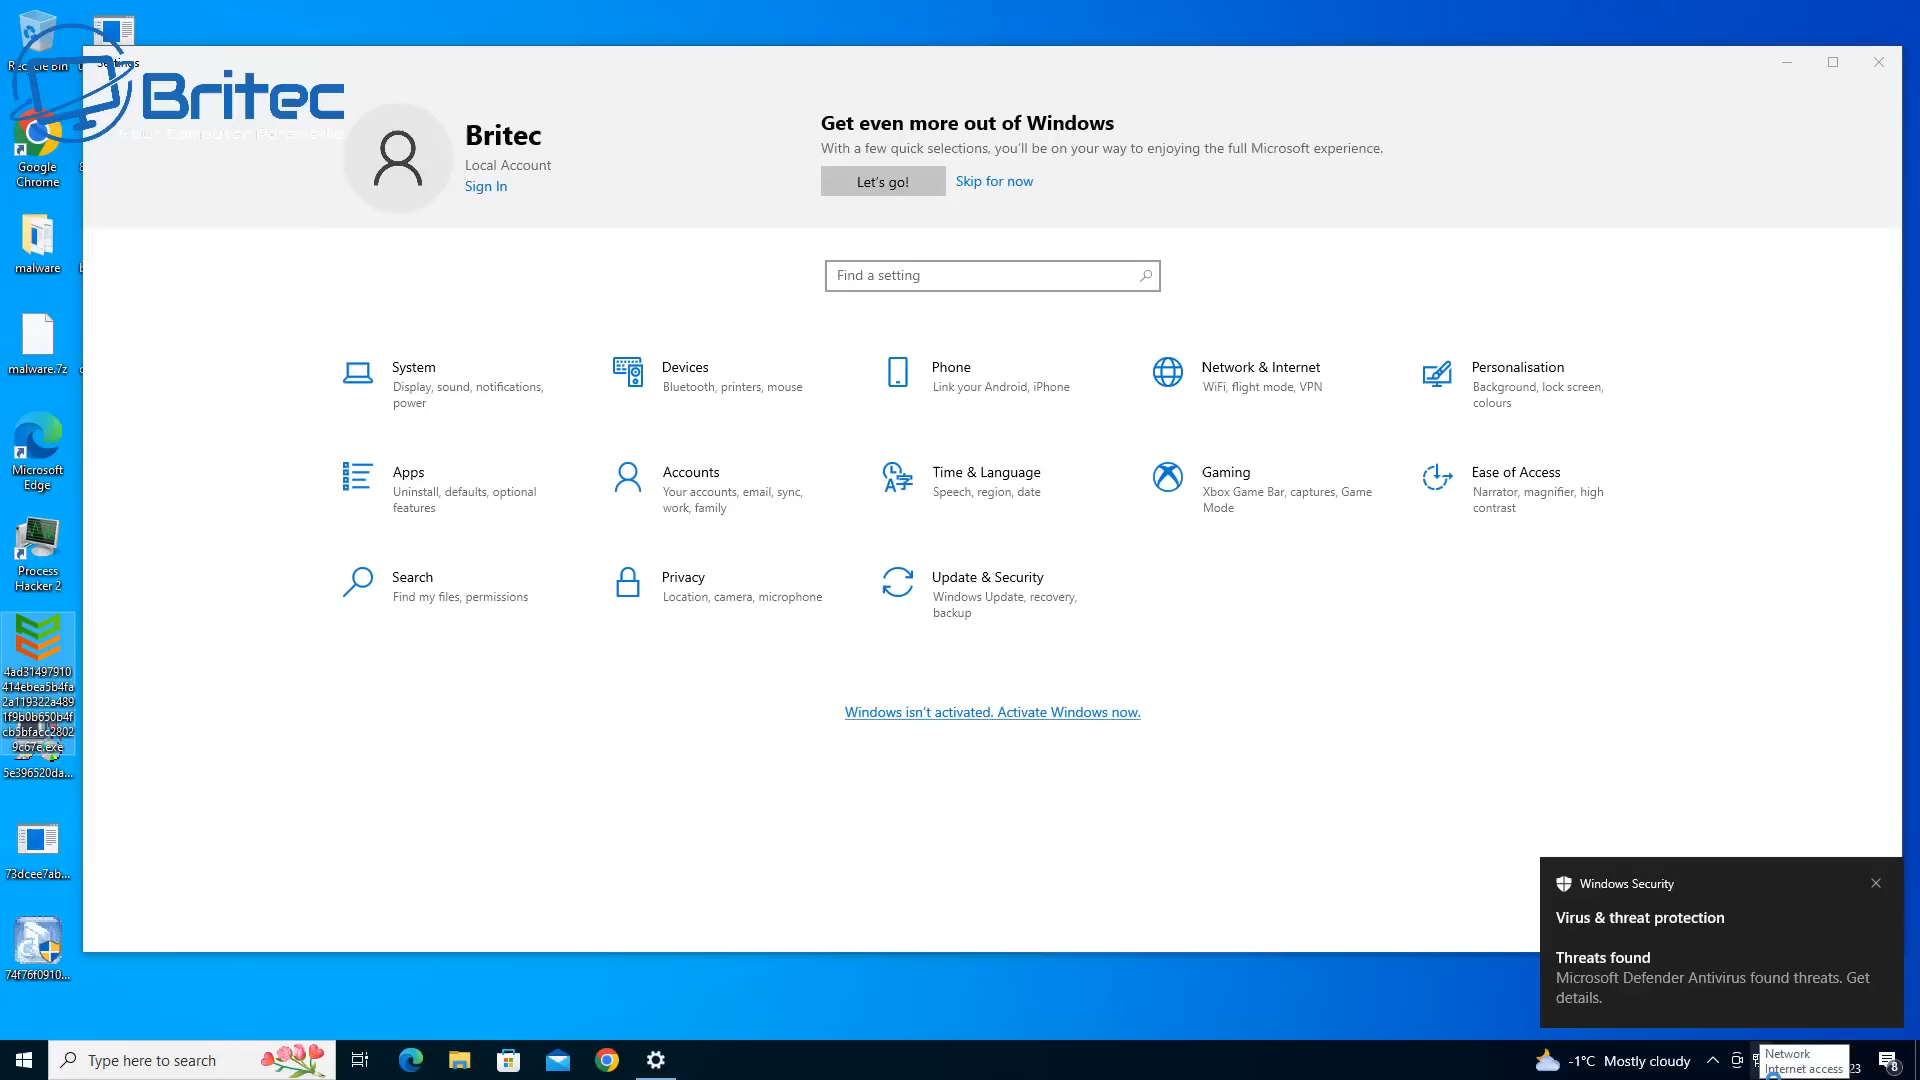 Recycle Bin
Settings
Britec
Your Computer Paramedic
Google
Chrome
malware
malware.7z
Microsoft
Edge
Process
Hacker 2
4ad31497910
414ebea5b4fa
2a119322a489
1f9b0b650b4f
cb5bfacc2802
9c67e.exe
5e396520da...
73dcee7ab...
74f76f0910...
Britec
Local Account
Sign In
Get even more out of Windows
With a few quick selections, you'll be on your way to enjoying the full Microsoft experience.
Let's go!
Skip for now
Find a setting
System
Display, sound, notifications,
power
Devices
Bluetooth, printers, mouse
Phone
Link your Android, iPhone
Network & Internet
WiFi, flight mode, VPN
Personalisation
Background, lock screen,
colours
Apps
Uninstall, defaults, optional
features
Accounts
Your accounts, email, sync,
work, family
Time & Language
Speech, region, date
Gaming
Xbox Game Bar, captures, Game
Mode
Ease of Access
Narrator, magnifier, high
contrast
Search
Find my files, permissions
Privacy
Location, camera, microphone
Update & Security
Windows Update, recovery,
backup
Windows isn't activated. Activate Windows now.
Windows Security
Virus & threat protection
Threats found
Microsoft Defender Antivirus found threats. Get
details.
Type here to search
-1°C Mostly cloudy
Network
Internet access
23
8